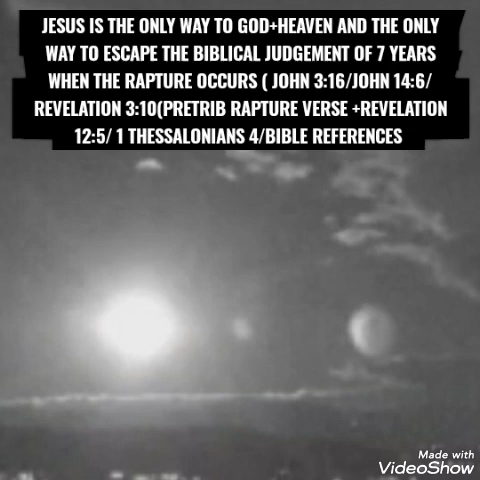 JESUS IS THE ONLY WAY TO GOD+HEAVEN AND THE ONLY
WAY TO ESCAPE THE BIBLICAL JUDGEMENT OF 7 YEARS
WHEN THE RAPTURE OCCURS ( JOHN 3:16/JOHN 14:6/
REVELATION 3:10(PRETRIB RAPTURE VERSE +REVELATION
12:5/ 1 THESSALONIANS 4/BIBLE REFERENCES
Made with
VideoShow